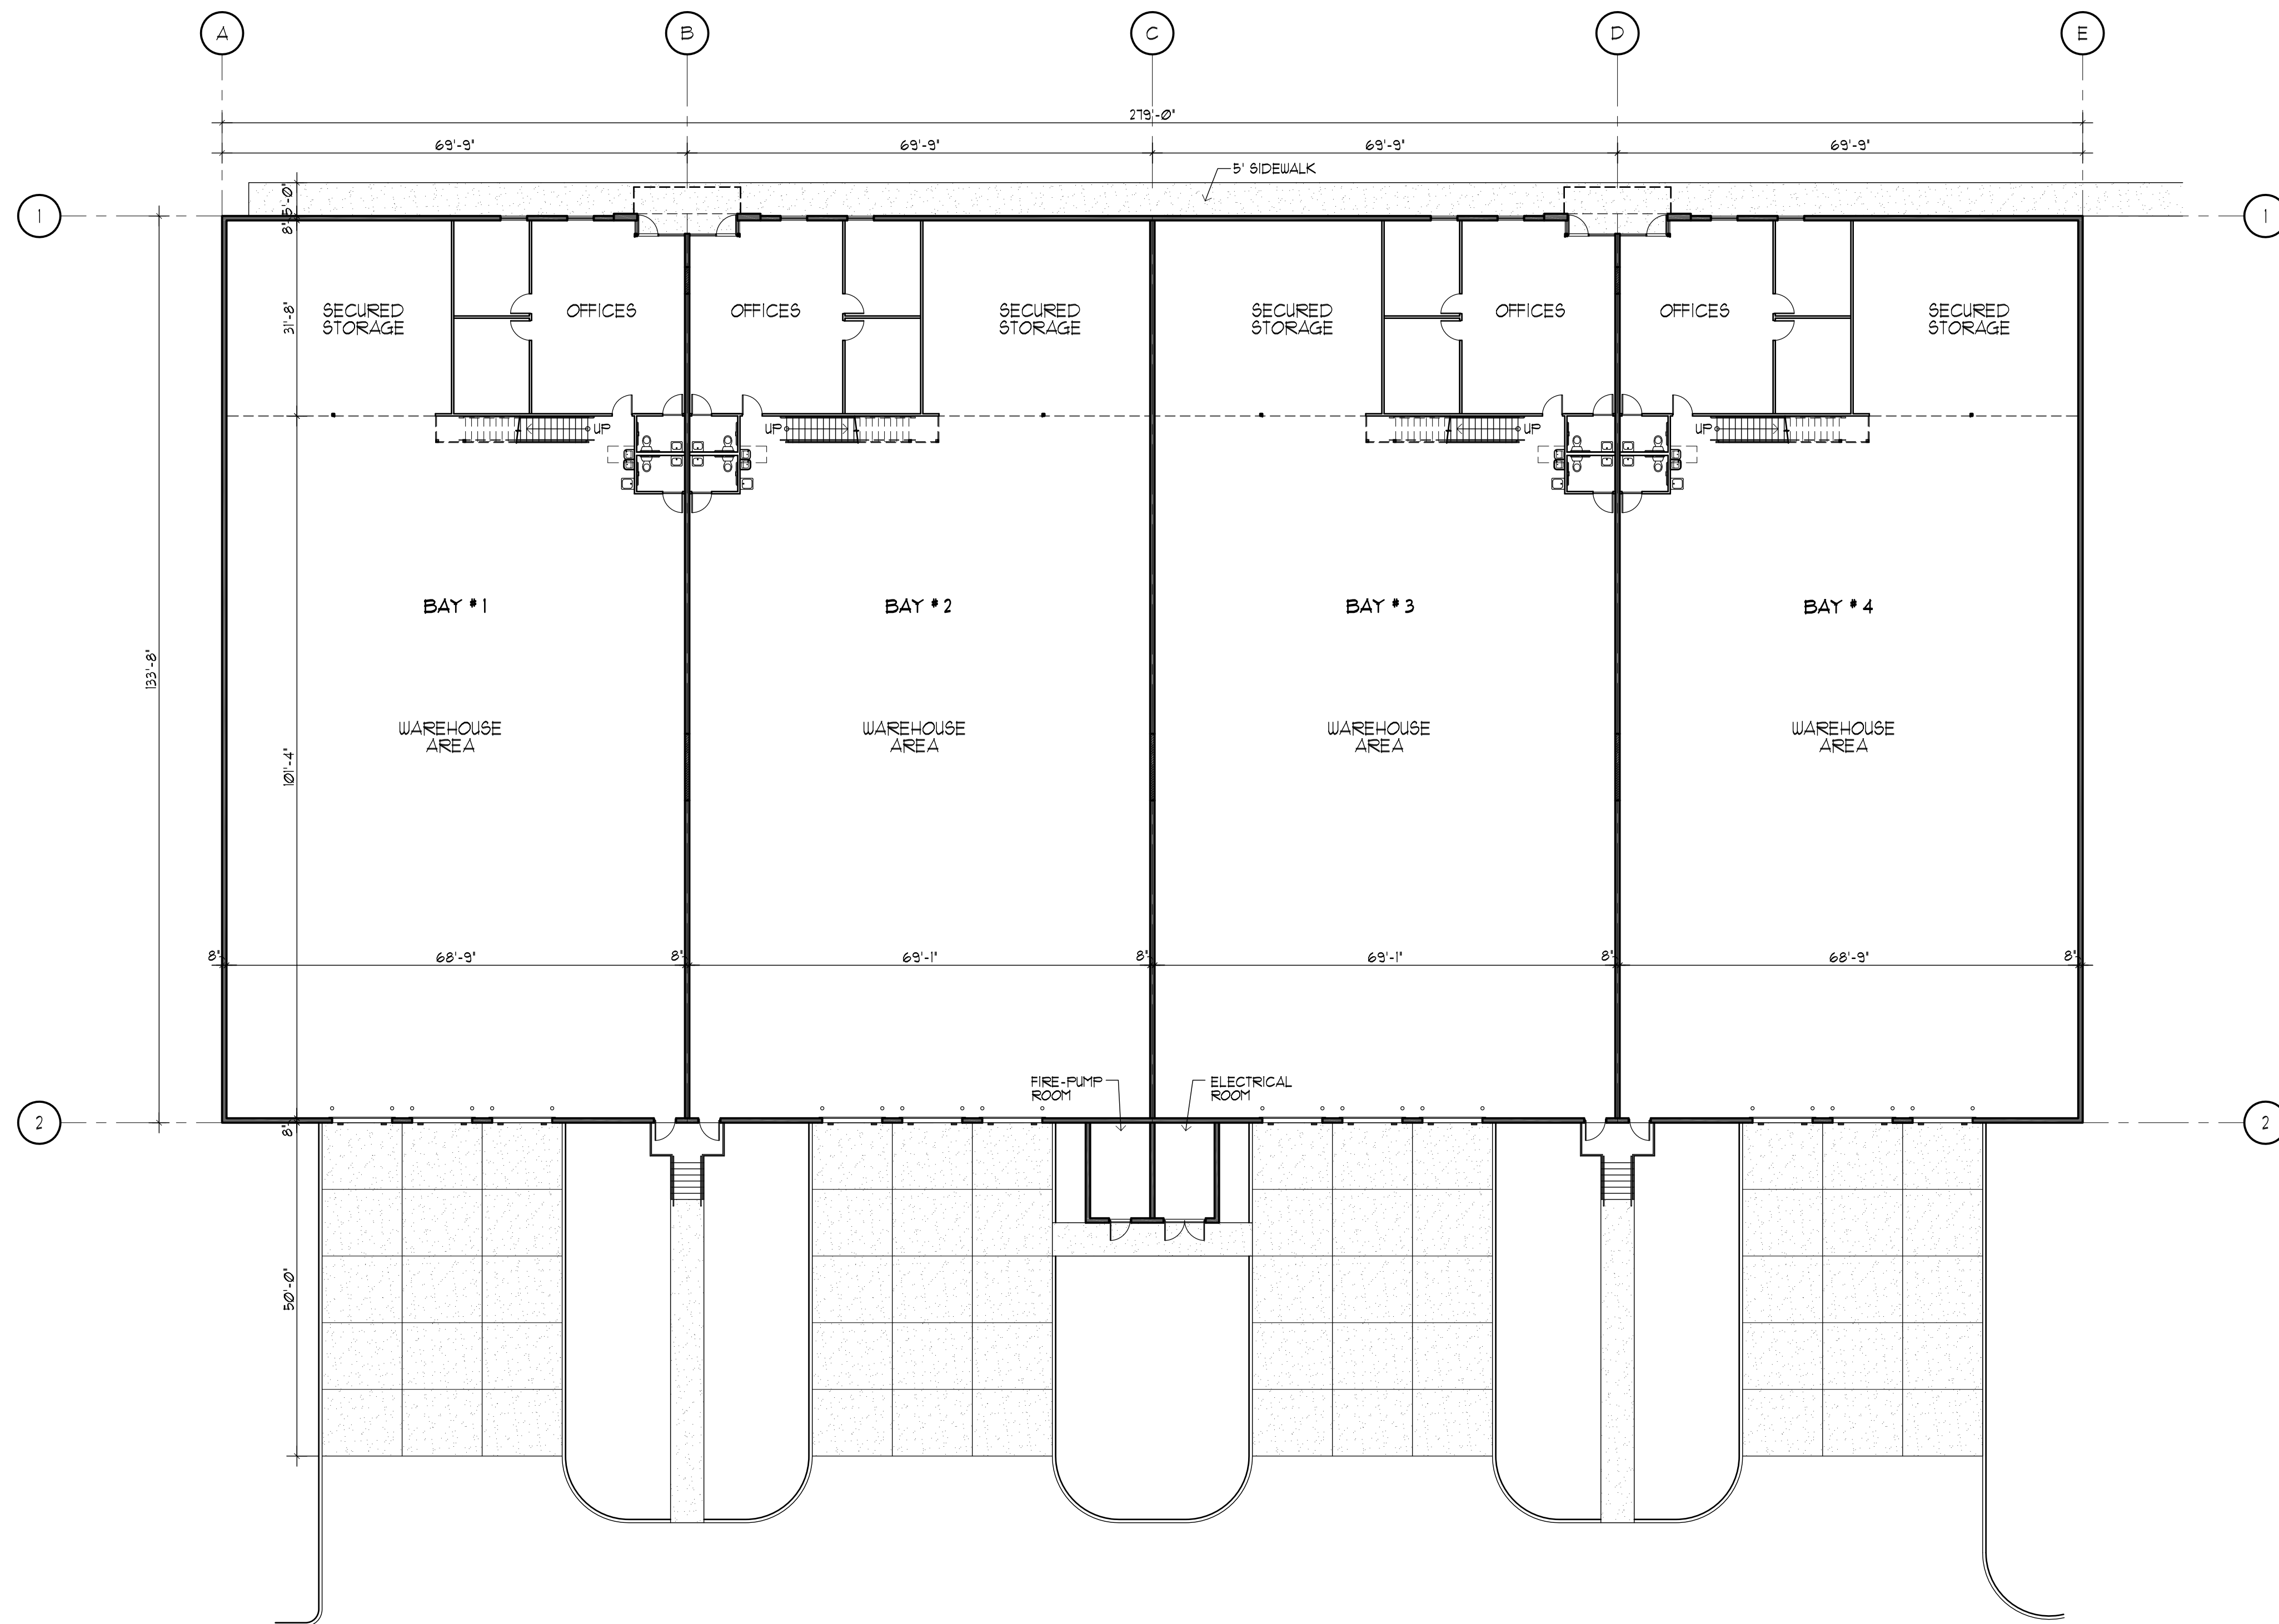 A B C D E
279'-0"
69'-9" 69'-9" 69'-9" 69'-9"
5' SIDEWALK
5'-0"
1 1
8"
31'-8"
SECURED
STORAGE
OFFICES
OFFICES
SECURED
STORAGE
SECURED
STORAGE
OFFICES
OFFICES
SECURED
STORAGE
UP UP UP UP
BAY #1 BAY #2 BAY #3 BAY #4
133'-8"
WAREHOUSE
AREA
WAREHOUSE
AREA
WAREHOUSE
AREA
WAREHOUSE
AREA
101'-4"
8" 68'-9" 8" 69'-1" 8" 69'-1" 8" 68'-9" 8"
FIRE-PUMP
ROOM
ELECTRICAL
ROOM
2 2
8"
50'-0"